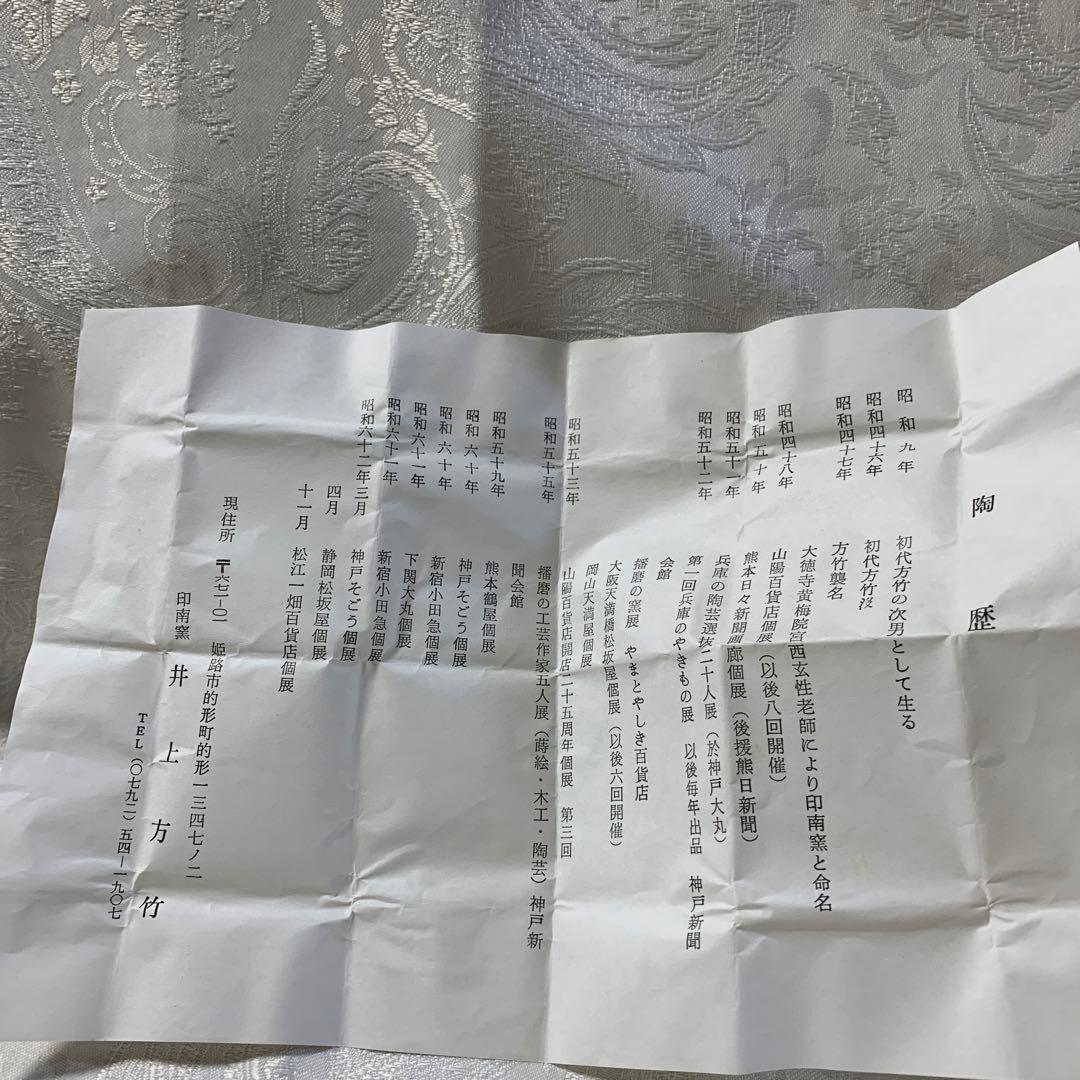 陶歴
昭和九年 初代方竹の次男として生る
昭和四十六年 初代方竹歿
昭和四十七年 方竹襲名
大徳寺黄梅院宮西玄性老師により印南窯と命名
昭和四十八年 山陽百貨店個展(以後八回開催)
昭和五十年 熊本日々新聞画廊個展(後援熊日新聞)
昭和五十一年 兵庫の陶芸選抜二十人展(於神戸大丸)
昭和五十二年 第一回兵庫のやきもの展 以後毎年出品 神戸新聞
会館
播磨の窯展 やまとやしき百貨店
大阪天満橋松坂屋個展(以後六回開催)
岡山天満屋個展
昭和五十三年 山陽百貨店開店二十五周年個展 第三回
昭和五十五年 播磨の工芸作家五人展(蒔絵・木工・陶芸)神戸新
聞会館
昭和五十九年 熊本鶴屋個展
昭和六十年 神戸そごう個展
昭和六十年 新宿小田急個展
昭和六十一年 下関大丸個展
昭和六十一年 新宿小田急個展
昭和六十二年三月 神戸そごう個展
四月 静岡松坂屋個展
十一月 松江一畑百貨店個展
現住所 〒六七一―〇一 姫路市的形町的形一三四七ノ二
印南窯 井上方竹
TEL(〇七九二)五四―一九〇七